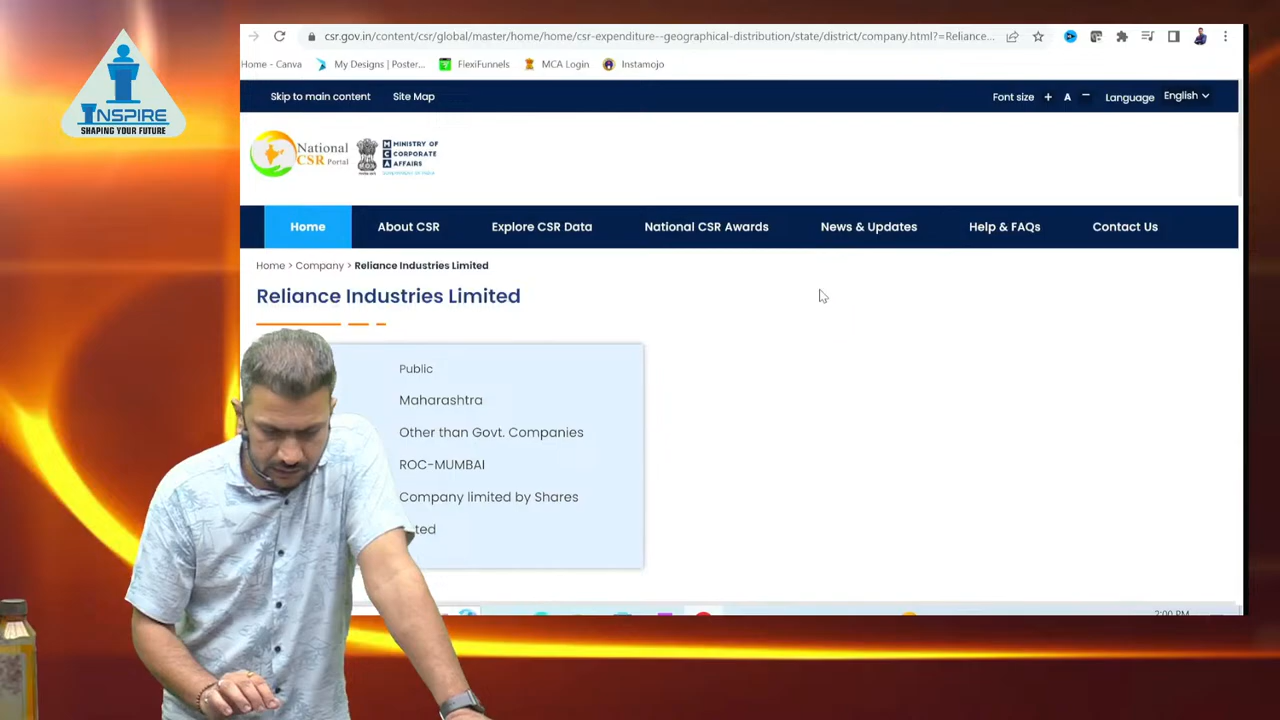 INSPIRE
SHAPING YOUR FUTURE
csr.gov.in/content/csr/global/master/home/home/csr-expenditure--geographical-distribution/state/district/company.html?=Reliance...
Home - Canva My Designs | Poster... FlexiFunnels MCA Login Instamojo
Skip to main content Site Map Font size + A - Language English
National CSR Portal
MINISTRY OF CORPORATE AFFAIRS
Home About CSR Explore CSR Data National CSR Awards News & Updates Help & FAQs Contact Us
Home > Company > Reliance Industries Limited
Reliance Industries Limited
Public
Maharashtra
Other than Govt. Companies
ROC-MUMBAI
Company limited by Shares
ted
2:00 PM